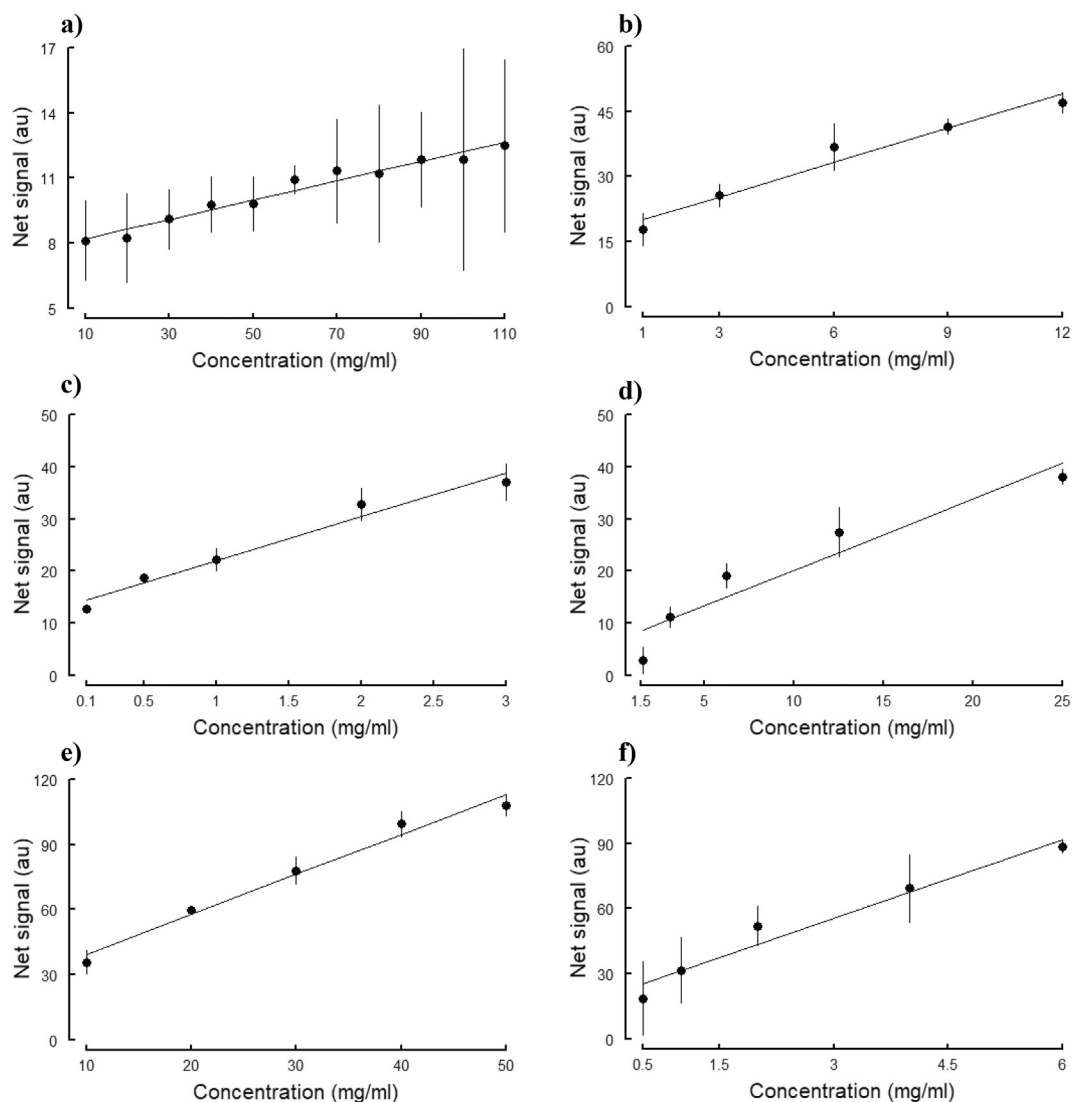 a)
17
14
11
8
5
Net signal (au)
10 30 50 70 90 110
Concentration (mg/ml)
b)
60
45
30
15
0
Net signal (au)
1 3 6 9 12
Concentration (mg/ml)
c)
50
40
30
20
10
0
Net signal (au)
0.1 0.5 1 1.5 2 2.5 3
Concentration (mg/ml)
d)
50
40
30
20
10
0
Net signal (au)
1.5 5 10 15 20 25
Concentration (mg/ml)
e)
120
90
60
30
0
Net signal (au)
10 20 30 40 50
Concentration (mg/ml)
f)
120
90
60
30
0
Net signal (au)
0.5 1.5 3 4.5 6
Concentration (mg/ml)